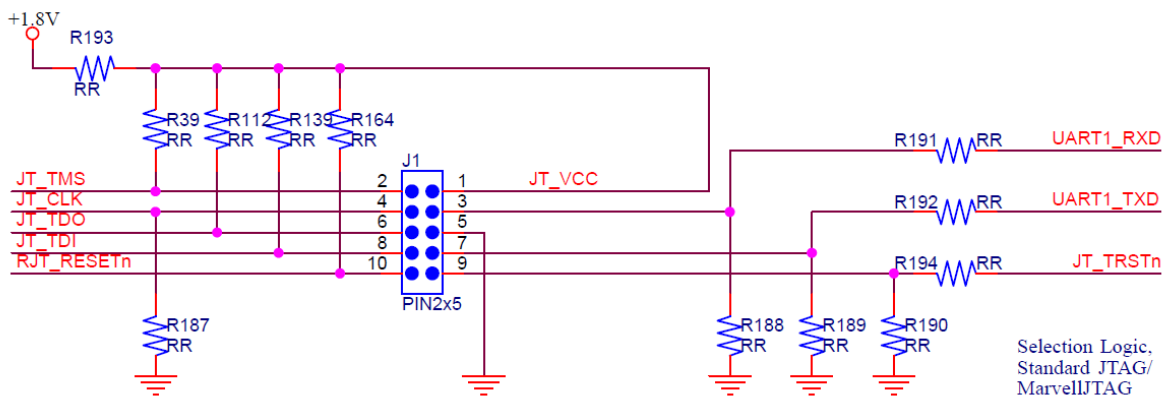 +1.8V
R193
RR
R39
RR
R112
RR
R139
RR
R164
RR
J1
JT_TMS
2
1
JT_VCC
JT_CLK
4
3
JT_TDO
6
5
JT_TDI
8
7
RJT_RESETn
10
9
PIN2x5
R191
RR
UART1_RXD
R192
RR
UART1_TXD
R194
RR
JT_TRSTn
R187
RR
R188
RR
R189
RR
R190
RR
Selection Logic,
Standard JTAG/
MarvellJTAG